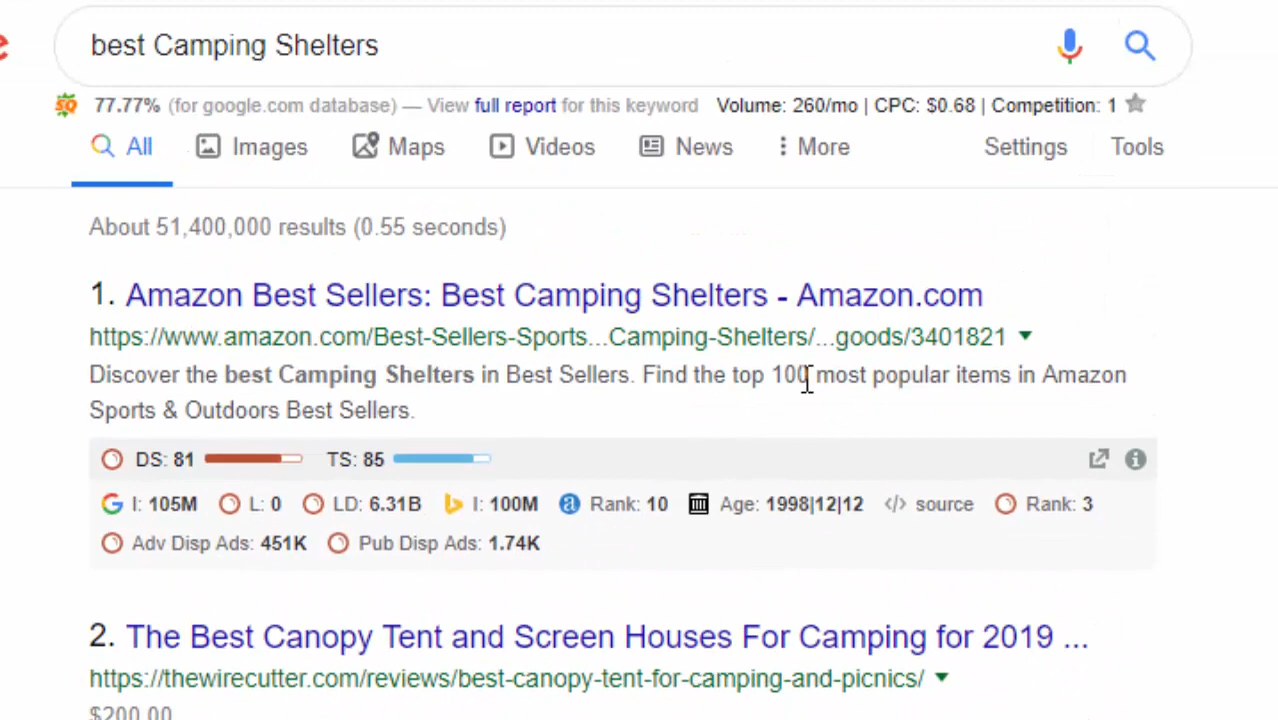 best Camping Shelters
77.77% (for google.com database) — View full report for this keyword Volume: 260/mo | CPC: $0.68 | Competition: 1
All Images Maps Videos News More Settings Tools
About 51,400,000 results (0.55 seconds)
1. Amazon Best Sellers: Best Camping Shelters - Amazon.com
https://www.amazon.com/Best-Sellers-Sports...Camping-Shelters/...goods/3401821
Discover the best Camping Shelters in Best Sellers. Find the top 100 most popular items in Amazon
Sports & Outdoors Best Sellers.
DS: 81 TS: 85
I: 105M L: 0 LD: 6.31B I: 100M Rank: 10 Age: 1998|12|12 </> source Rank: 3
Adv Disp Ads: 451K Pub Disp Ads: 1.74K
2. The Best Canopy Tent and Screen Houses For Camping for 2019 ...
https://thewirecutter.com/reviews/best-canopy-tent-for-camping-and-picnics/
$200.00